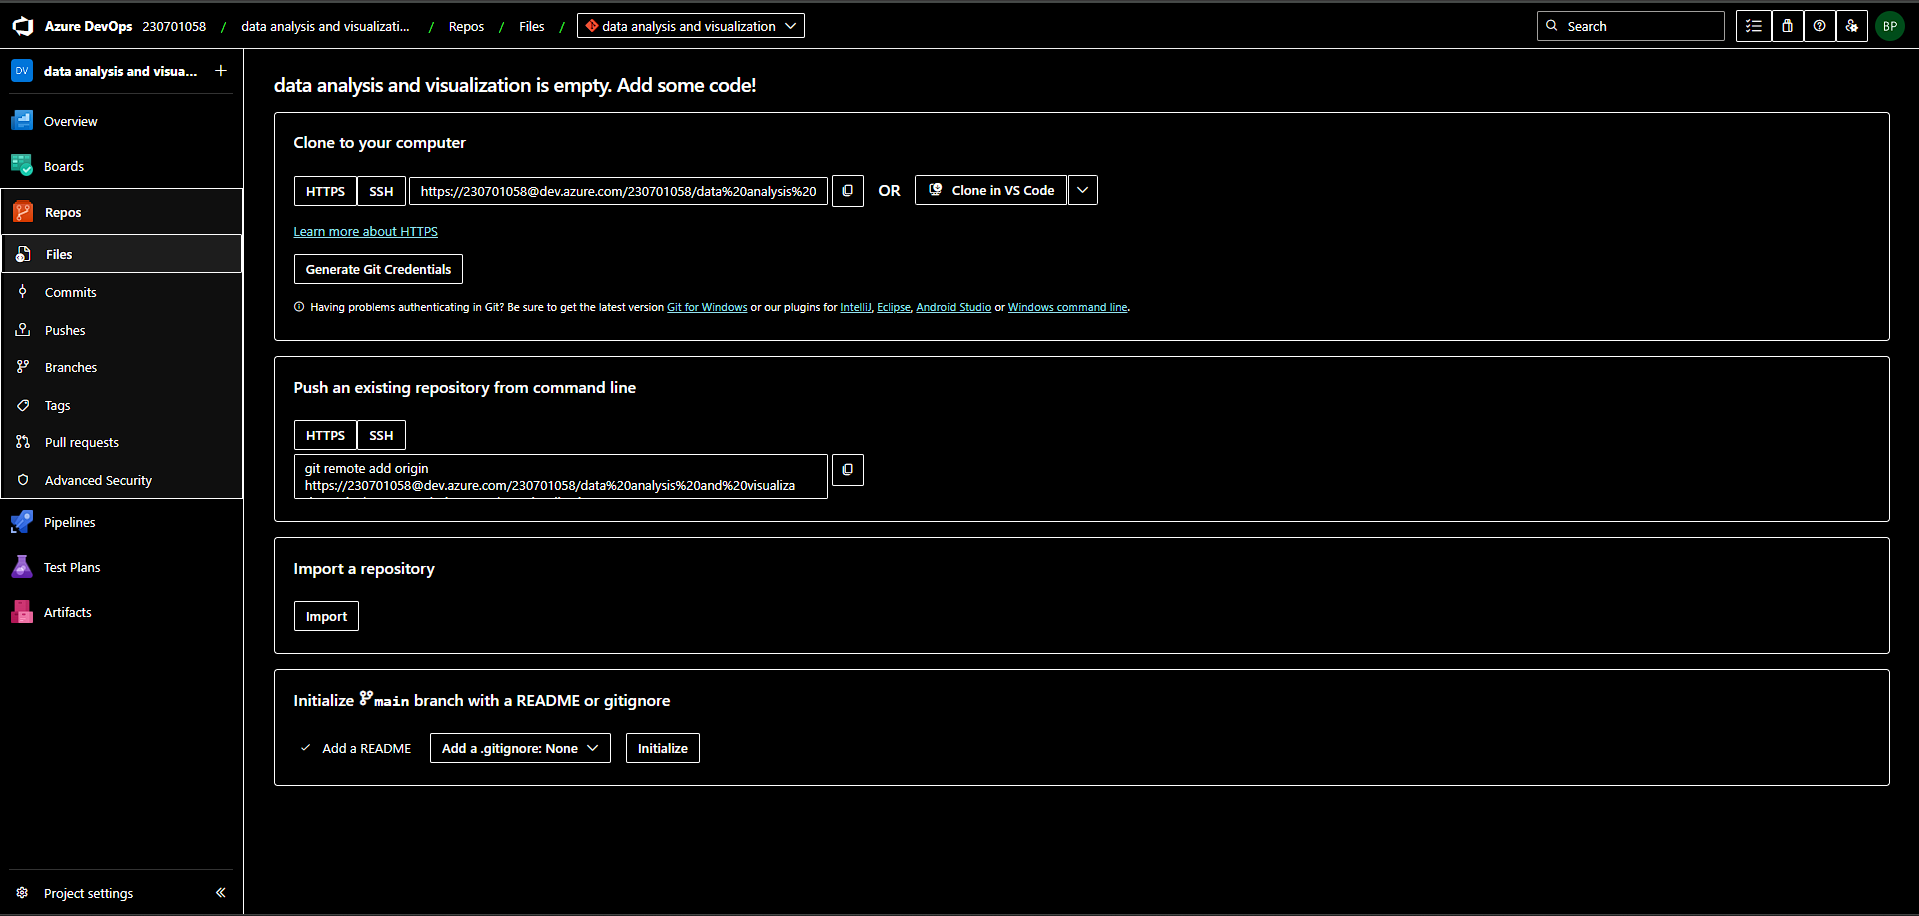 Azure DevOps 230701058 / data analysis and visualizati... / Repos / Files / data analysis and visualization
Search
BP
DV data analysis and visua... +
Overview
Boards
Repos
Files
Commits
Pushes
Branches
Tags
Pull requests
Advanced Security
Pipelines
Test Plans
Artifacts
Project settings
data analysis and visualization is empty. Add some code!
Clone to your computer
HTTPS SSH https://230701058@dev.azure.com/230701058/data%20analysis%20 OR Clone in VS Code
Learn more about HTTPS
Generate Git Credentials
Having problems authenticating in Git? Be sure to get the latest version Git for Windows or our plugins for IntelliJ, Eclipse, Android Studio or Windows command line.
Push an existing repository from command line
HTTPS SSH
git remote add origin
https://230701058@dev.azure.com/230701058/data%20analysis%20and%20visualiza
Import a repository
Import
Initialize main branch with a README or gitignore
Add a README Add a .gitignore: None Initialize